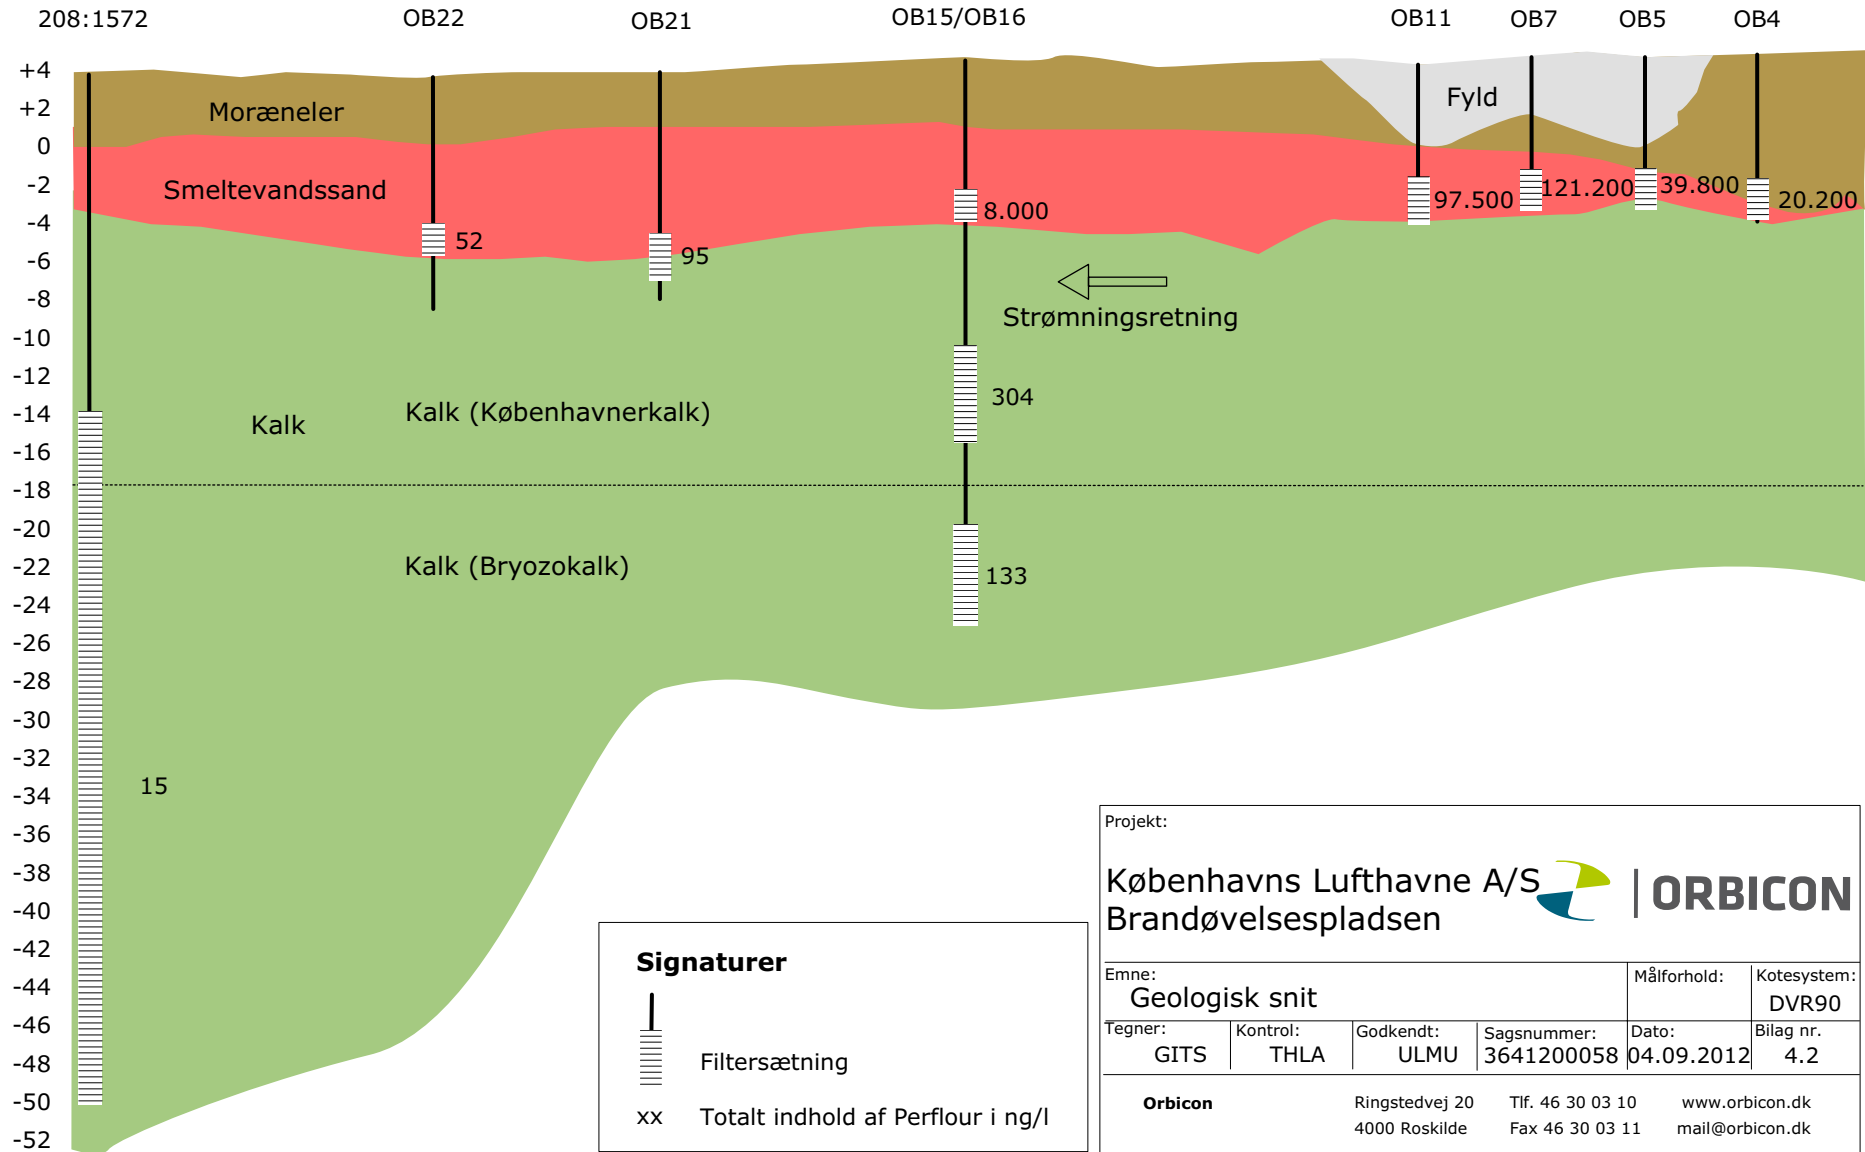 208:1572 OB22 OB21 OB15/OB16 OB11 OB7 OB5 OB4
+4
+2
0
-2
-4
-6
-8
-10
-12
-14
-16
-18
-20
-22
-24
-26
-28
-30
-32
-34
-36
-38
-40
-42
-44
-46
-48
-50
-52
Moræneler
Fyld
Smeltevandssand
52
95
8.000
97.500
121.200
39.800
20.200
Strømningsretning
304
Kalk
Kalk (Københavnerkalk)
Kalk (Bryozokalk)
133
15
Signaturer
Filtersætning
xx Totalt indhold af Perflour i ng/l
Projekt:
Københavns Lufthavne A/S
Brandøvelsespladsen
ORBICON
Emne:
Geologisk snit
Målforhold:
Kotesystem:
DVR90
Tegner:
GITS
Kontrol:
THLA
Godkendt:
ULMU
Sagsnummer:
3641200058
Dato:
04.09.2012
Bilag nr.
4.2
Orbicon Ringstedvej 20 Tlf. 46 30 03 10 www.orbicon.dk
4000 Roskilde Fax 46 30 03 11 mail@orbicon.dk